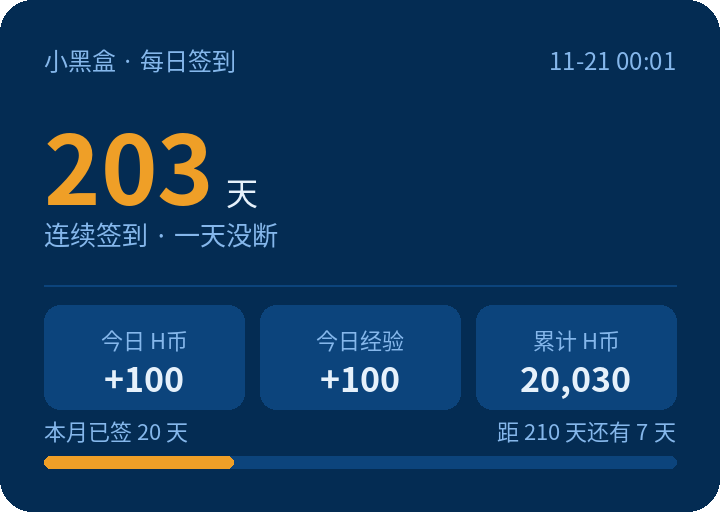 小黑盒 · 每日签到
11-21 00:01
203 天
连续签到 · 一天没断
今日 H币
+100
今日经验
+100
累计 H币
20,030
本月已签 20 天
距 210 天还有 7 天